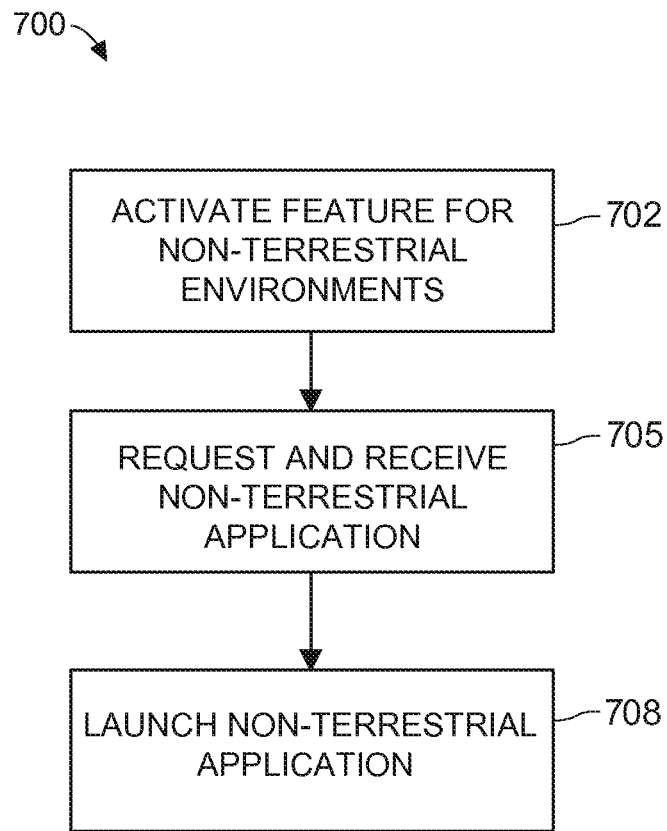 700
ACTIVATE FEATURE FOR
NON-TERRESTRIAL
ENVIRONMENTS
702
REQUEST AND RECEIVE
NON-TERRESTRIAL
APPLICATION
705
LAUNCH NON-TERRESTRIAL
APPLICATION
708